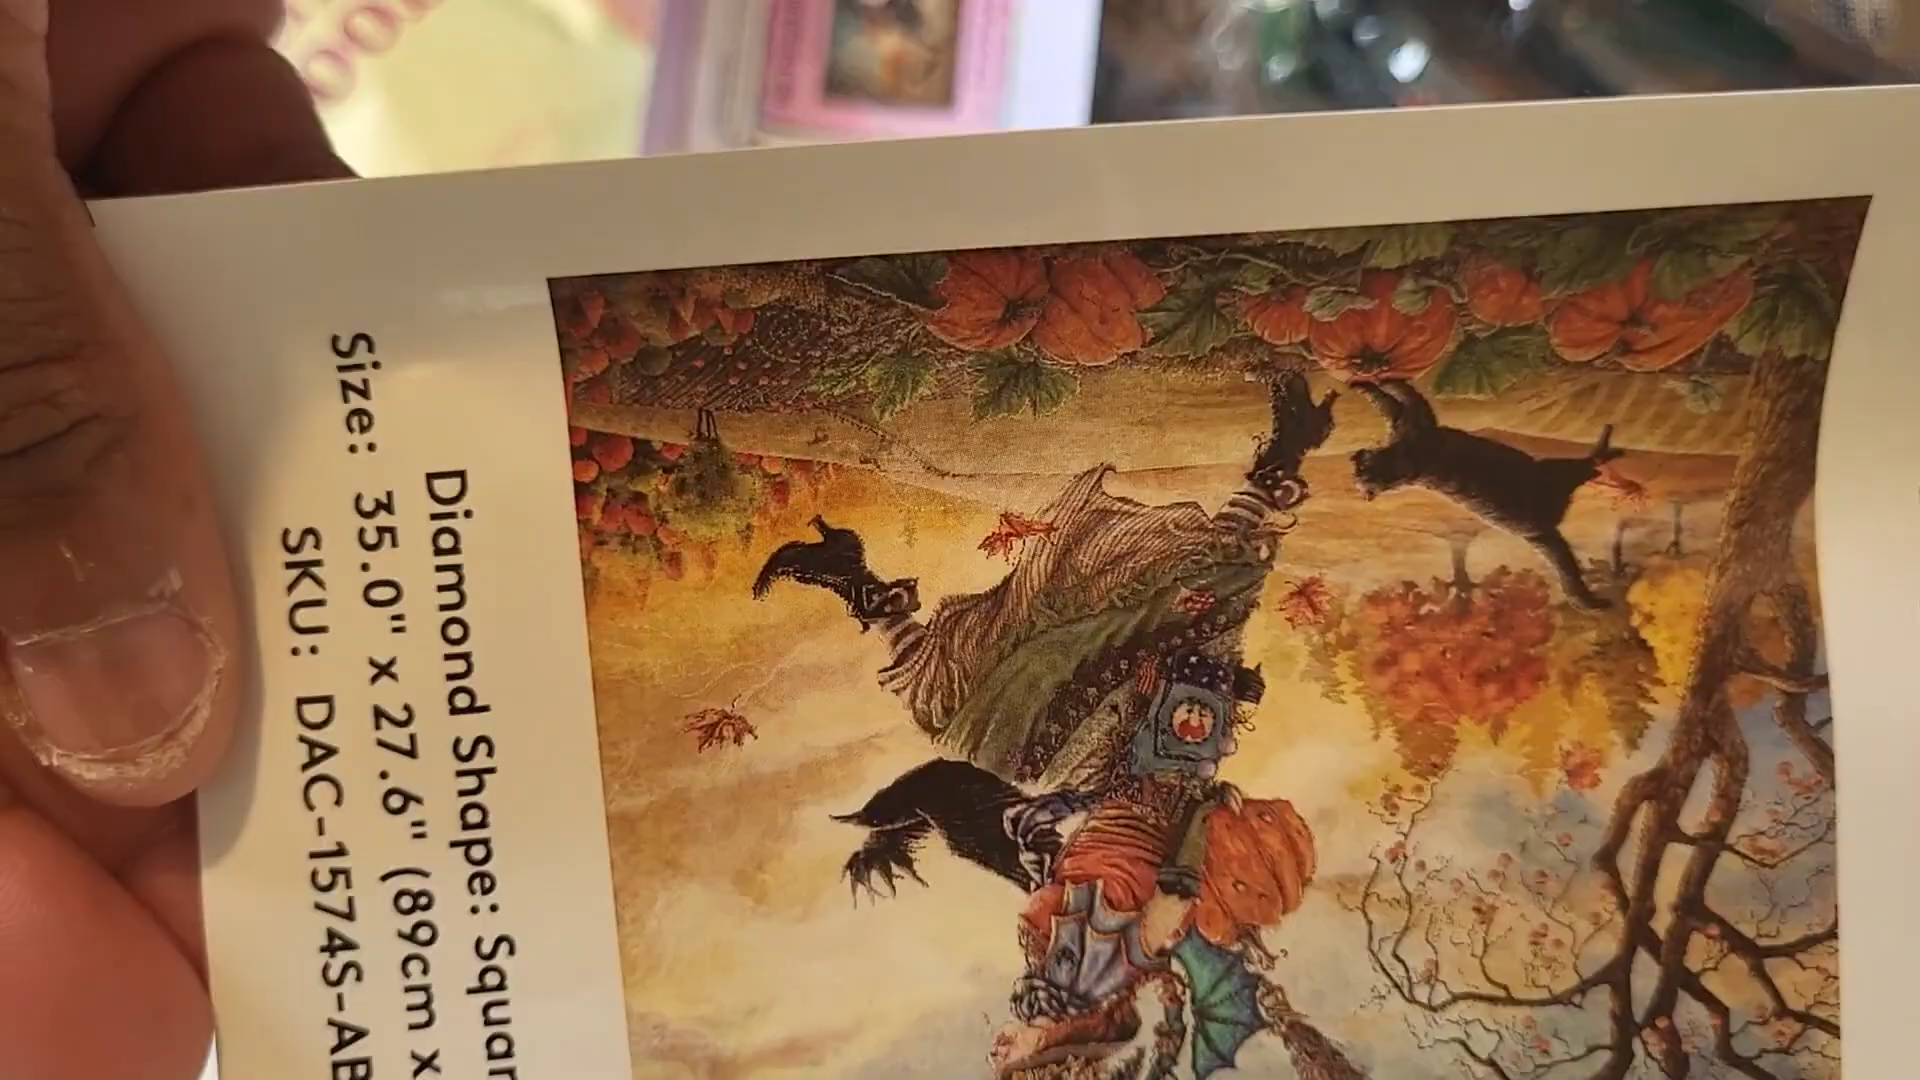 Diamond Shape: Squar
Size: 35.0" x 27.6" (89cm x
SKU: DAC-1574S-AB